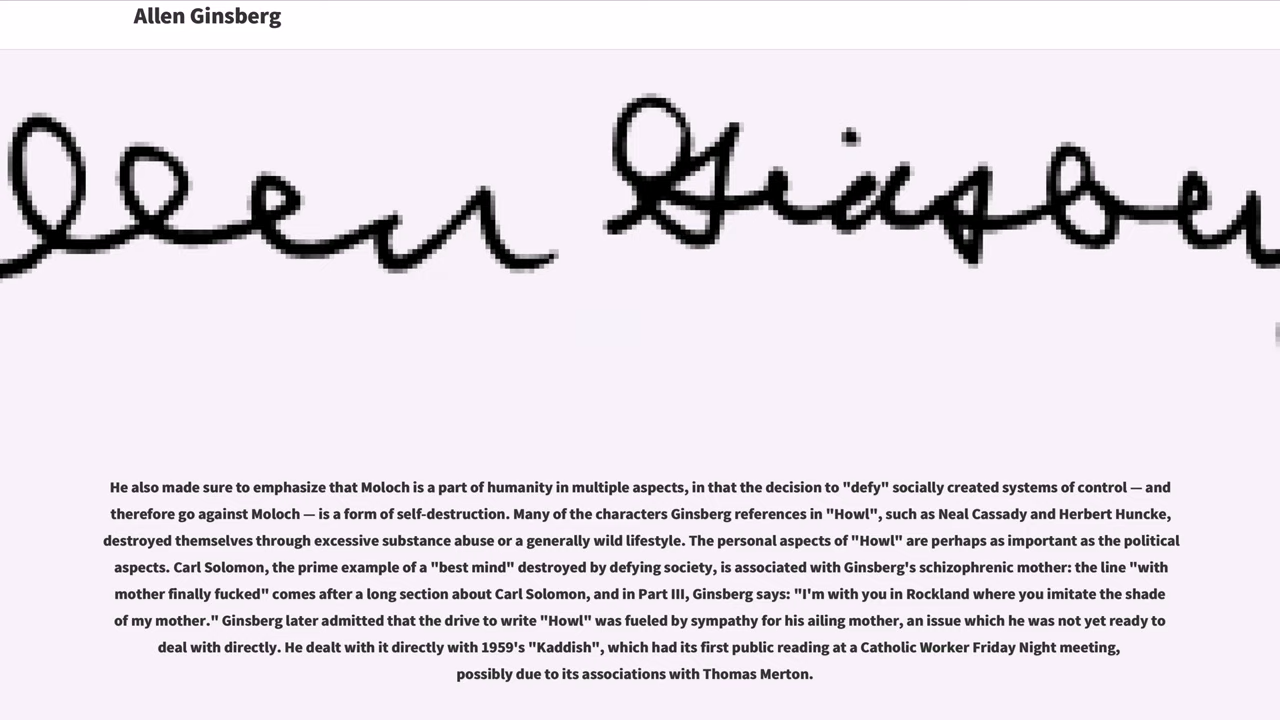 Allen Ginsberg
llen Ginsber
He also made sure to emphasize that Moloch is a part of humanity in multiple aspects, in that the decision to "defy" socially created systems of control — and
therefore go against Moloch — is a form of self-destruction. Many of the characters Ginsberg references in "Howl", such as Neal Cassady and Herbert Huncke,
destroyed themselves through excessive substance abuse or a generally wild lifestyle. The personal aspects of "Howl" are perhaps as important as the political
aspects. Carl Solomon, the prime example of a "best mind" destroyed by defying society, is associated with Ginsberg's schizophrenic mother: the line "with
mother finally fucked" comes after a long section about Carl Solomon, and in Part III, Ginsberg says: "I'm with you in Rockland where you imitate the shade
of my mother." Ginsberg later admitted that the drive to write "Howl" was fueled by sympathy for his ailing mother, an issue which he was not yet ready to
deal with directly. He dealt with it directly with 1959's "Kaddish", which had its first public reading at a Catholic Worker Friday Night meeting,
possibly due to its associations with Thomas Merton.